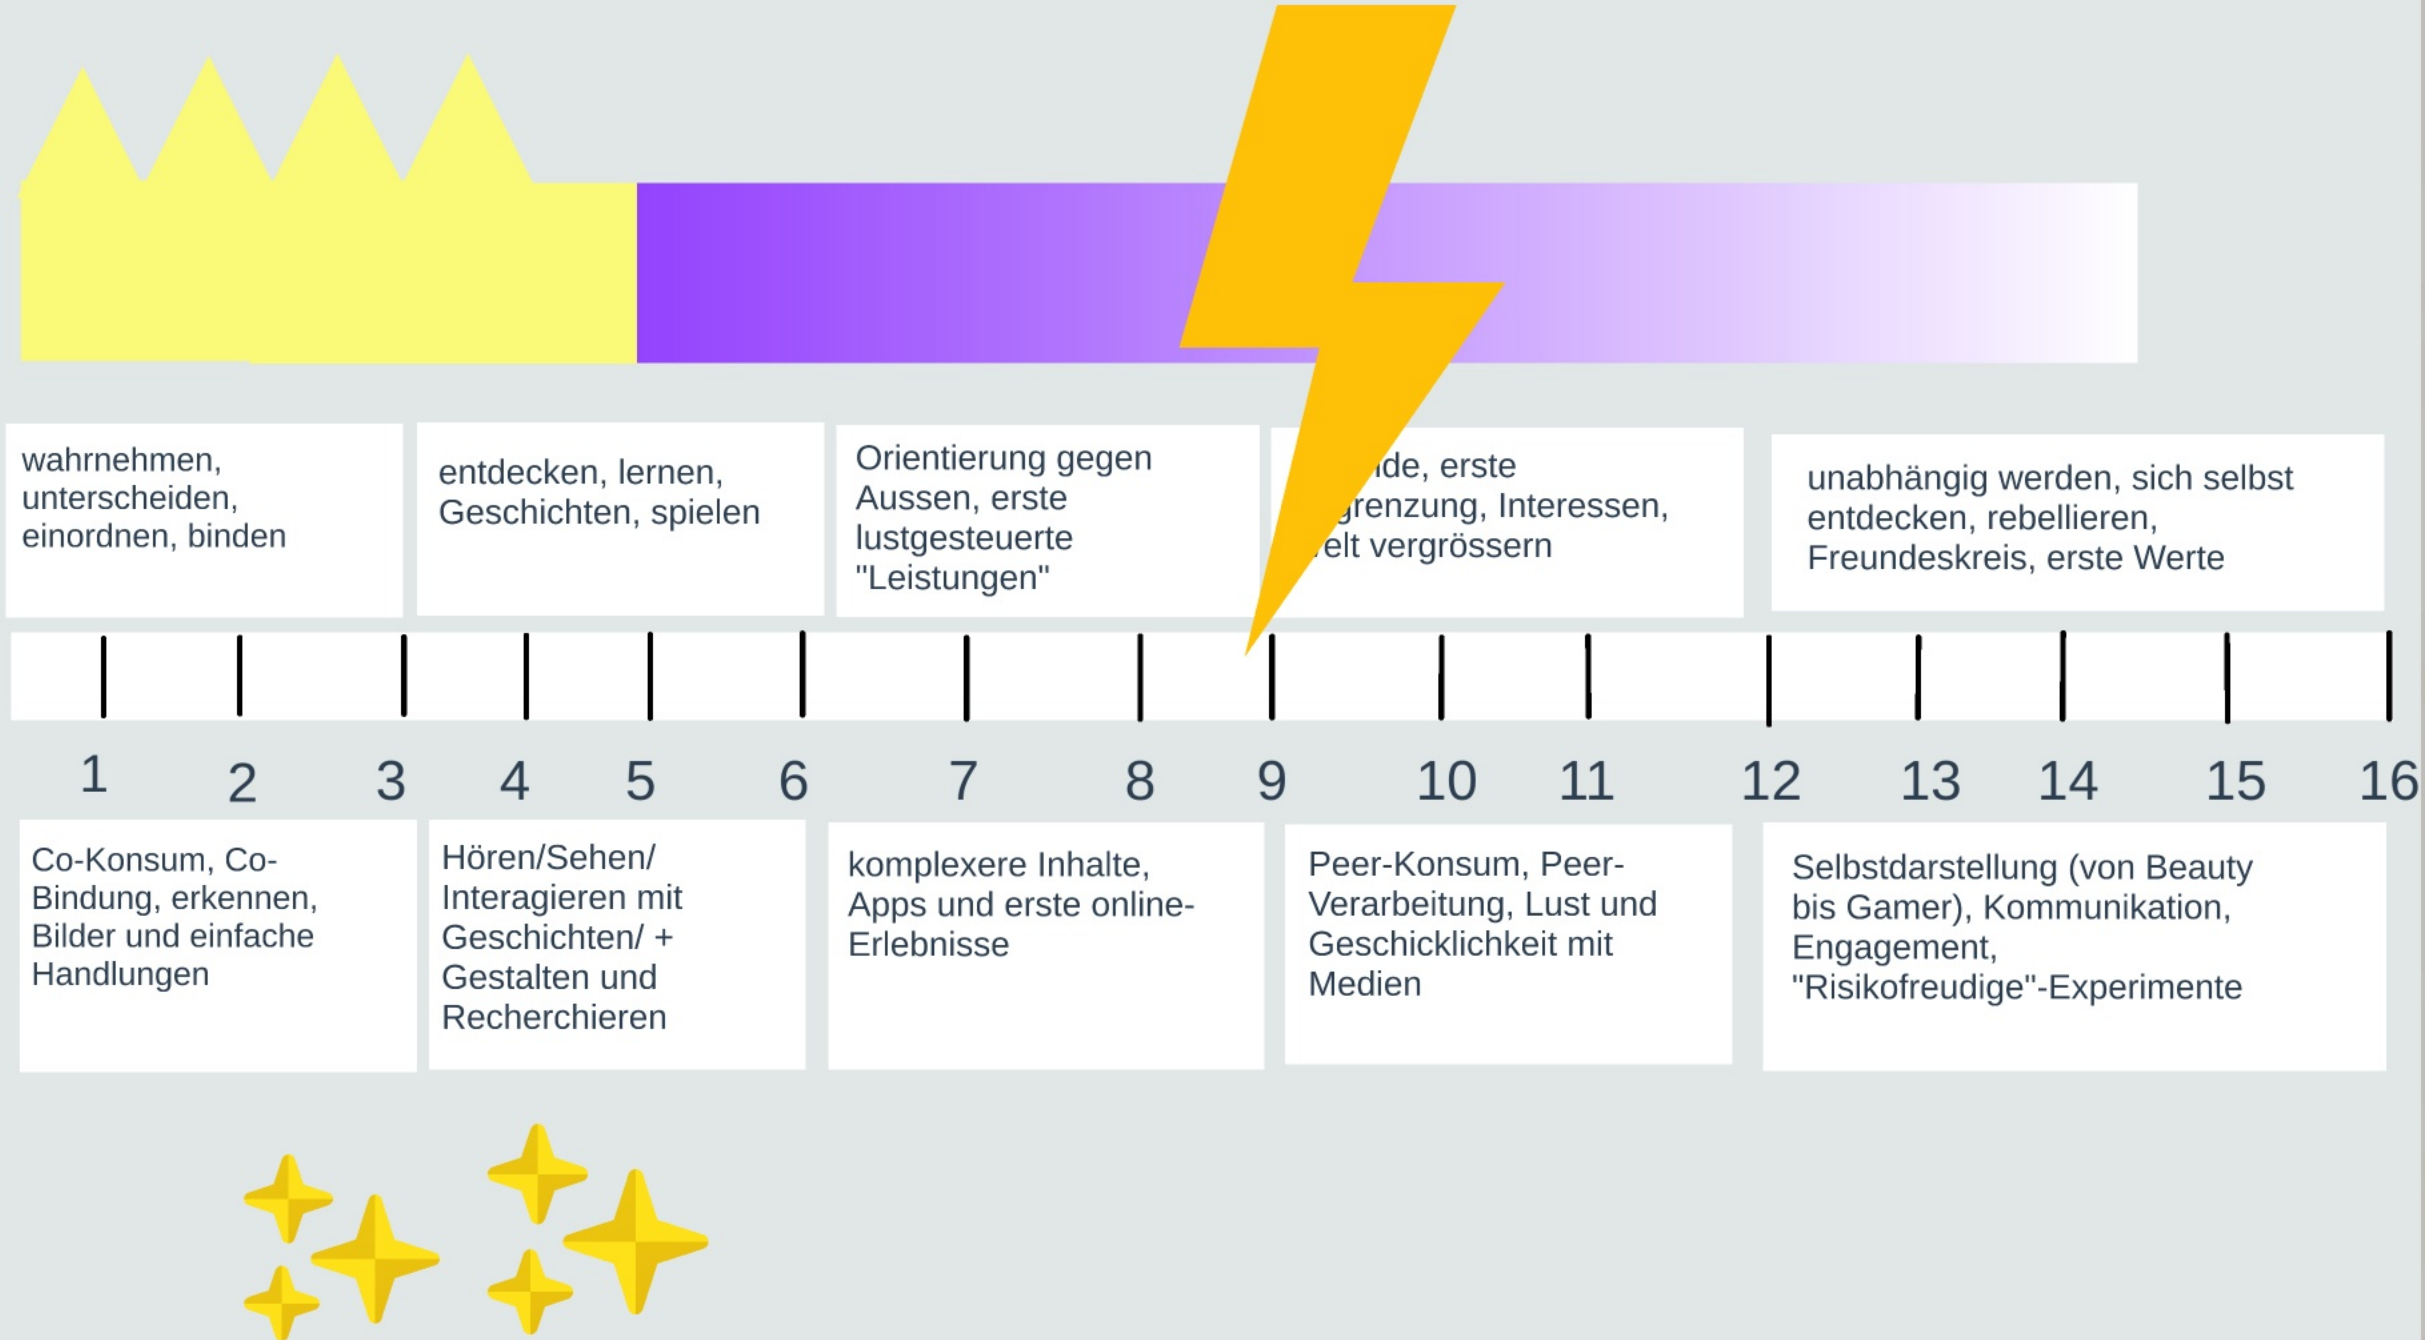 wahrnehmen,
unterscheiden,
einordnen, binden
entdecken, lernen,
Geschichten, spielen
Orientierung gegen
Aussen, erste
lustgesteuerte
"Leistungen"
erste
Interessen,
vergrössern
unabhängig werden, sich selbst
entdecken, rebellieren,
Freundeskreis, erste Werte
1 2 3 4 5 6 7 8 9 10 11 12 13 14 15 16
Co-Konsum, Co-
Bindung, erkennen,
Bilder und einfache
Handlungen
Hören/Sehen/
Interagieren mit
Geschichten/ +
Gestalten und
Recherchieren
komplexere Inhalte,
Apps und erste online-
Erlebnisse
Peer-Konsum, Peer-
Verarbeitung, Lust und
Geschicklichkeit mit
Medien
Selbstdarstellung (von Beauty
bis Gamer), Kommunikation,
Engagement,
"Risikofreudige"-Experimente